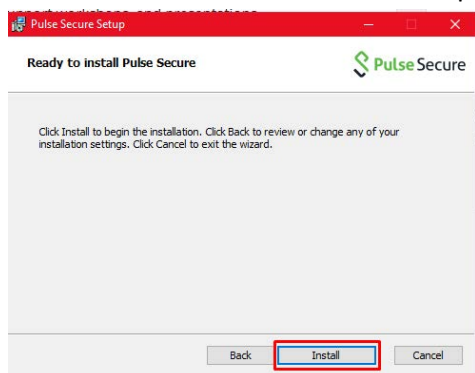 Pulse Secure Setup
Ready to install Pulse Secure
Pulse Secure
Click Install to begin the installation. Click Back to review or change any of your
installation settings. Click Cancel to exit the wizard.
Back
Install
Cancel